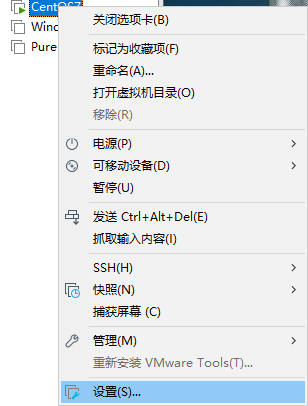 CentOS7
Wind
Pure
关闭选项卡(B)
标记为收藏项(F)
重命名(A)...
打开虚拟机目录(O)
移除(R)
电源(P)
可移动设备(D)
暂停(U)
发送 Ctrl+Alt+Del(E)
抓取输入内容(I)
SSH(H)
快照(N)
捕获屏幕 (C)
管理(M)
重新安装 VMware Tools(T)...
设置(S)...